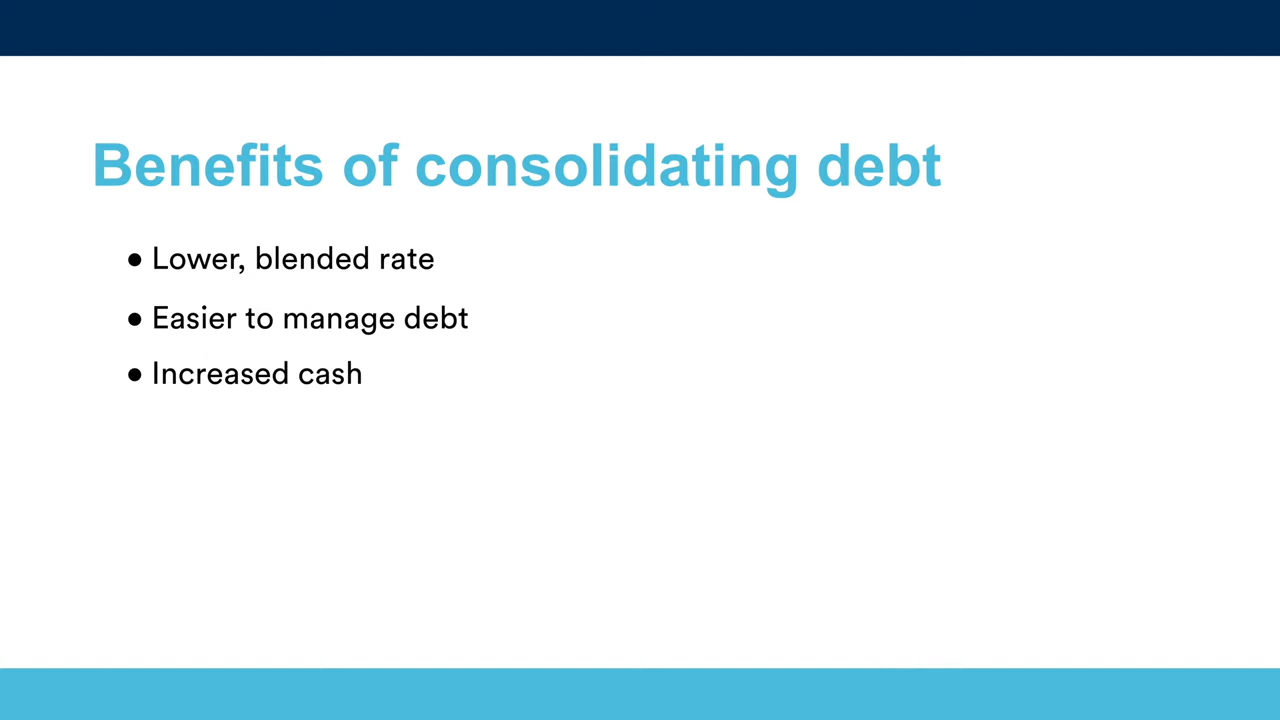 Benefits of consolidating debt
● Lower, blended rate
● Easier to manage debt
● Increased cash